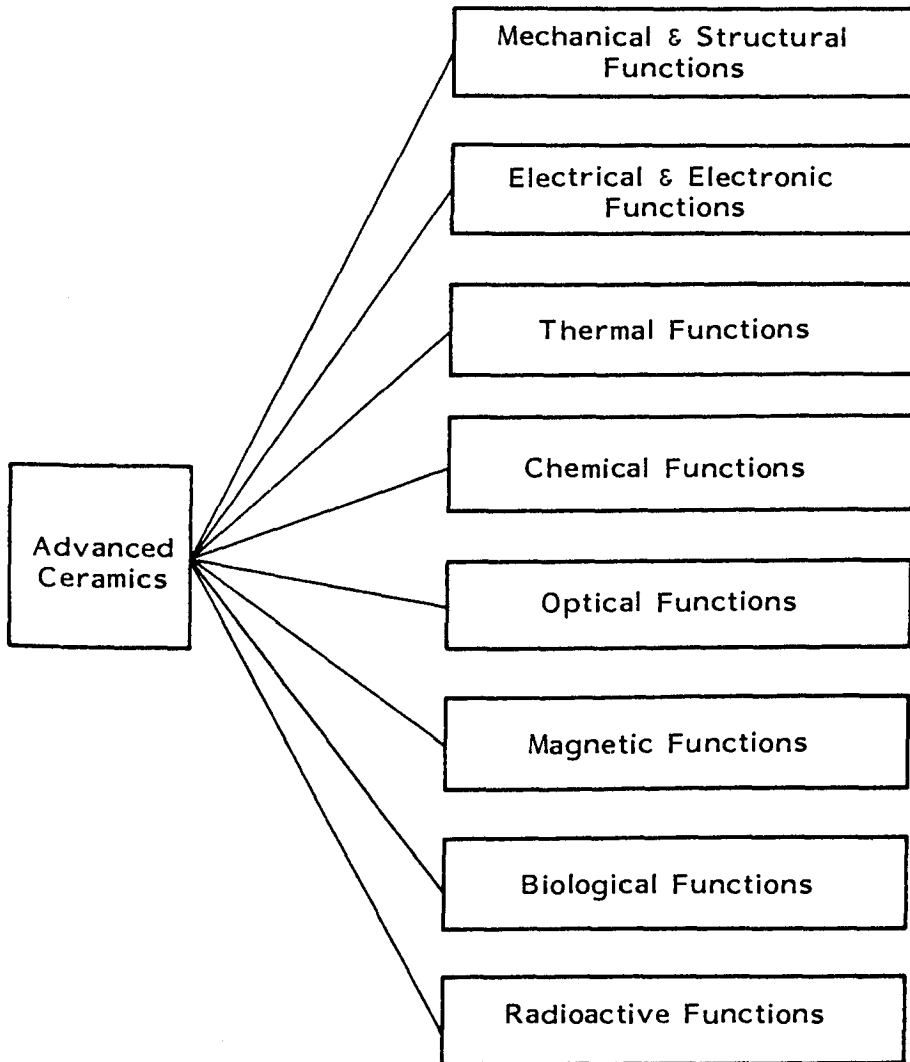 Mechanical & Structural
Functions
Electrical & Electronic
Functions
Thermal Functions
Chemical Functions
Advanced
Ceramics
Optical Functions
Magnetic Functions
Biological Functions
Radioactive Functions